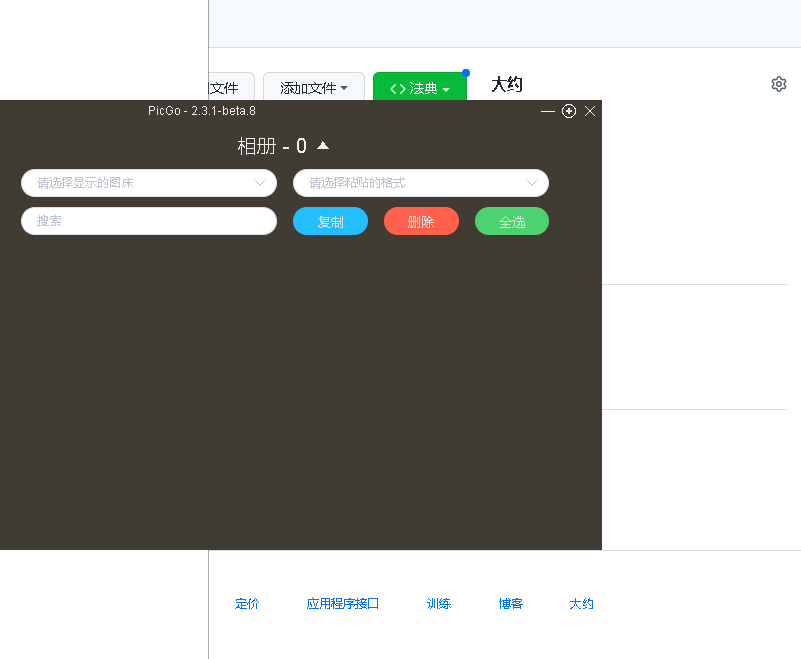 文件 添加文件 <> 法典 大约
PicGo - 2.3.1-beta.8
相册 - 0
请选择显示的图床 请选择粘贴的格式
搜索 复制 删除 全选
定价 应用程序接口 训练 博客 大约